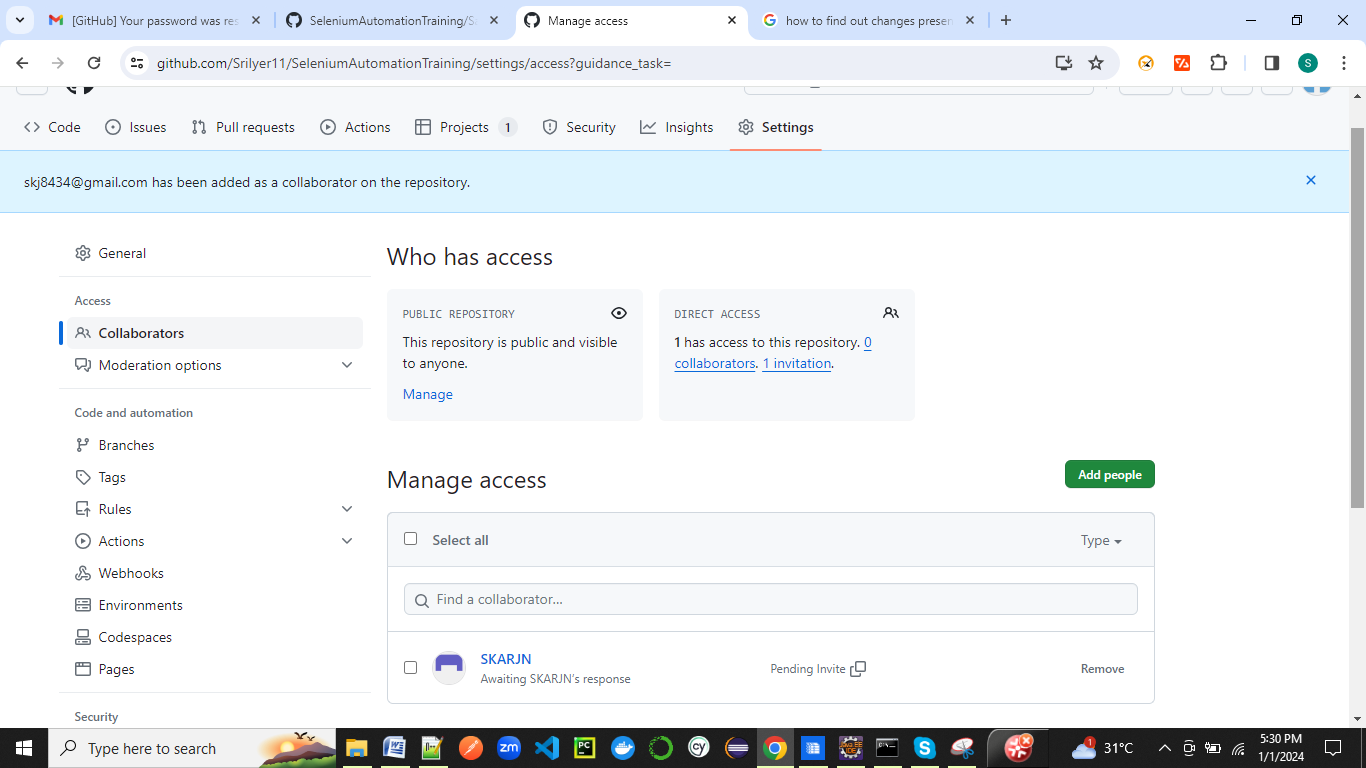 [GitHub] Your password was res
SeleniumAutomationTraining/S
Manage access
how to find out changes presen
github.com/Srilyer11/SeleniumAutomationTraining/settings/access?guidance_task=
S
Code
Issues
Pull requests
Actions
Projects 1
Security
Insights
Settings
skj8434@gmail.com has been added as a collaborator on the repository.
General
Access
Collaborators
Moderation options
Code and automation
Branches
Tags
Rules
Actions
Webhooks
Environments
Codespaces
Pages
Security
Who has access
PUBLIC REPOSITORY
This repository is public and visible
to anyone.
Manage
DIRECT ACCESS
1 has access to this repository. 0
collaborators. 1 invitation.
Manage access
Add people
Select all
Type
Find a collaborator...
SKARJN
Awaiting SKARJN's response
Pending Invite
Remove
Type here to search
PC
zm
cy
31°C
5:30 PM
1/1/2024